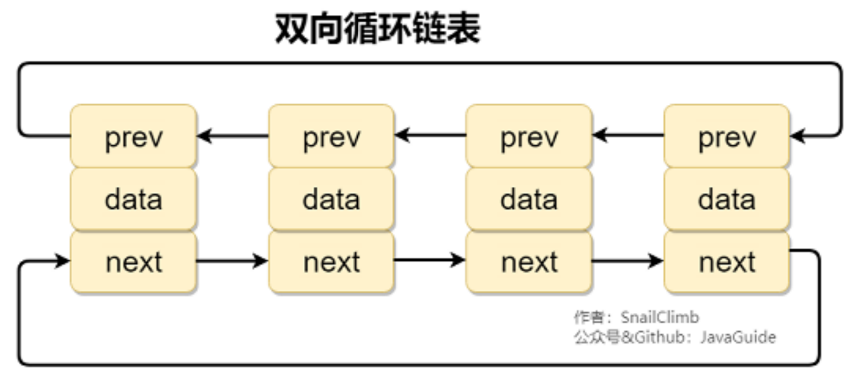 双向循环链表
prev prev prev prev
data data data data
next next next next
作者：SnailClimb
公众号&Github：JavaGuide